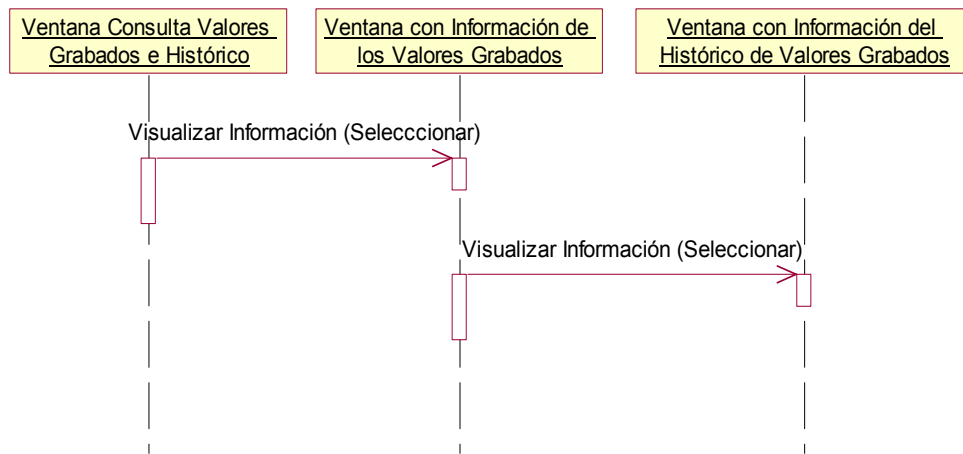 Ventana Consulta Valores
Grabados e Histórico
Ventana con Información de
los Valores Grabados
Ventana con Información del
Histórico de Valores Grabados
Visualizar Información (Selecccionar)
Visualizar Información (Seleccionar)